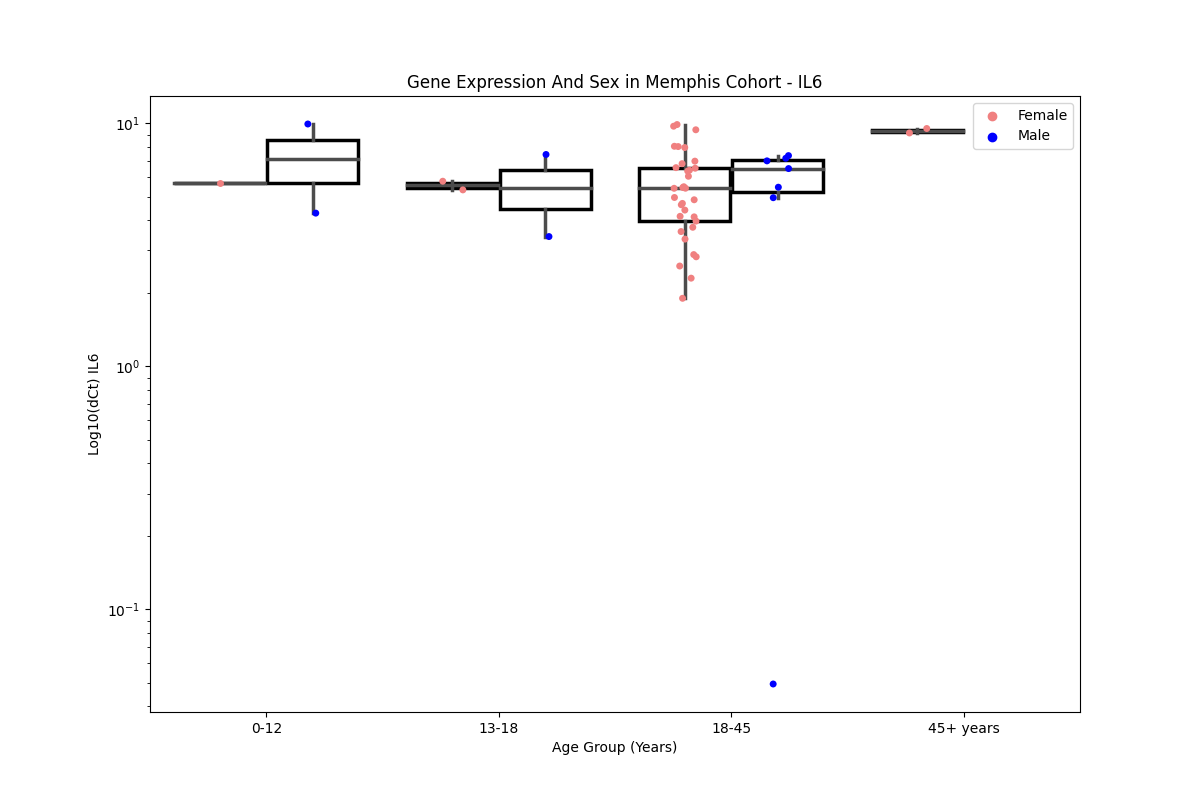 Gene Expression And Sex in Memphis Cohort - IL6
Female
Male
10¹
10⁰
10⁻¹
Log10(dCt) IL6
0-12
13-18
18-45
45+ years
Age Group (Years)